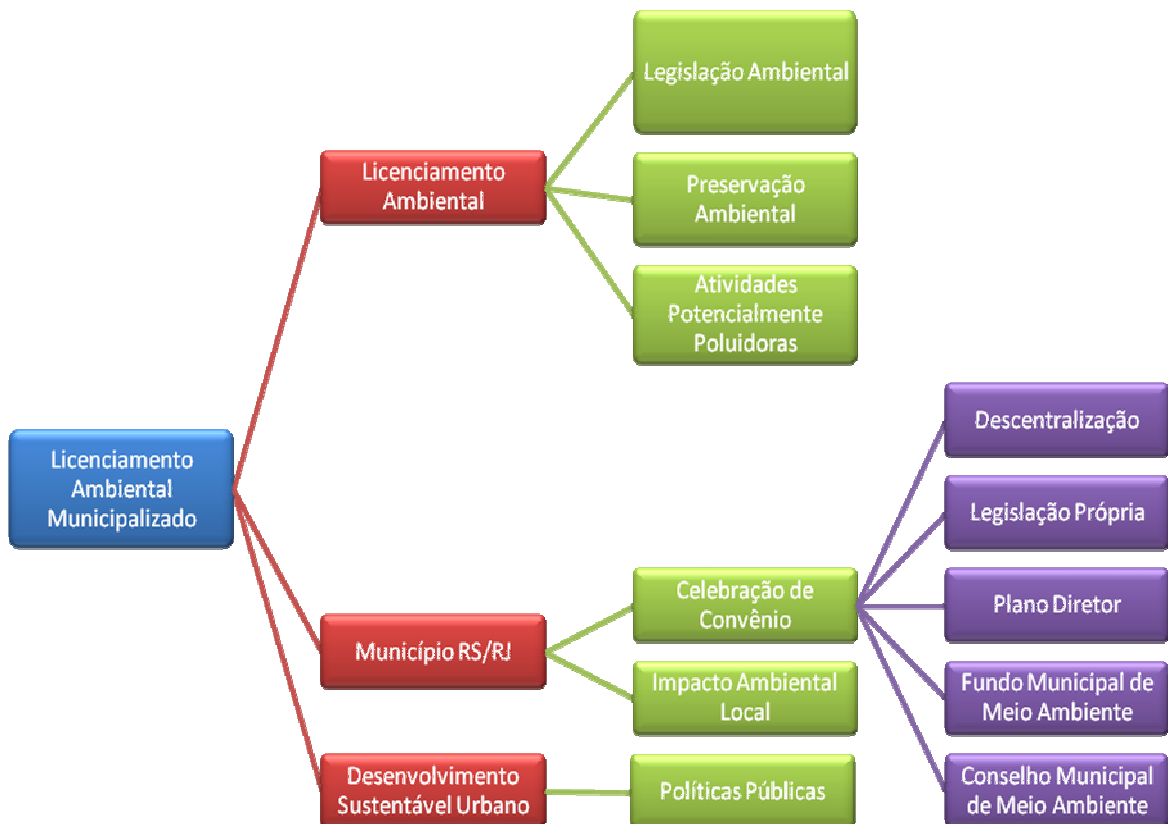 Licenciamento
Ambiental
Municipalizado
Licenciamento
Ambiental
Legislação Ambiental
Preservação
Ambiental
Atividades
Potencialmente
Poluidoras
Município RS/RJ
Celebração de
Convênio
Descentralização
Legislação Própria
Plano Diretor
Fundo Municipal de
Meio Ambiente
Conselho Municipal
de Meio Ambiente
Impacto Ambiental
Local
Desenvolvimento
Sustentável Urbano
Políticas Públicas